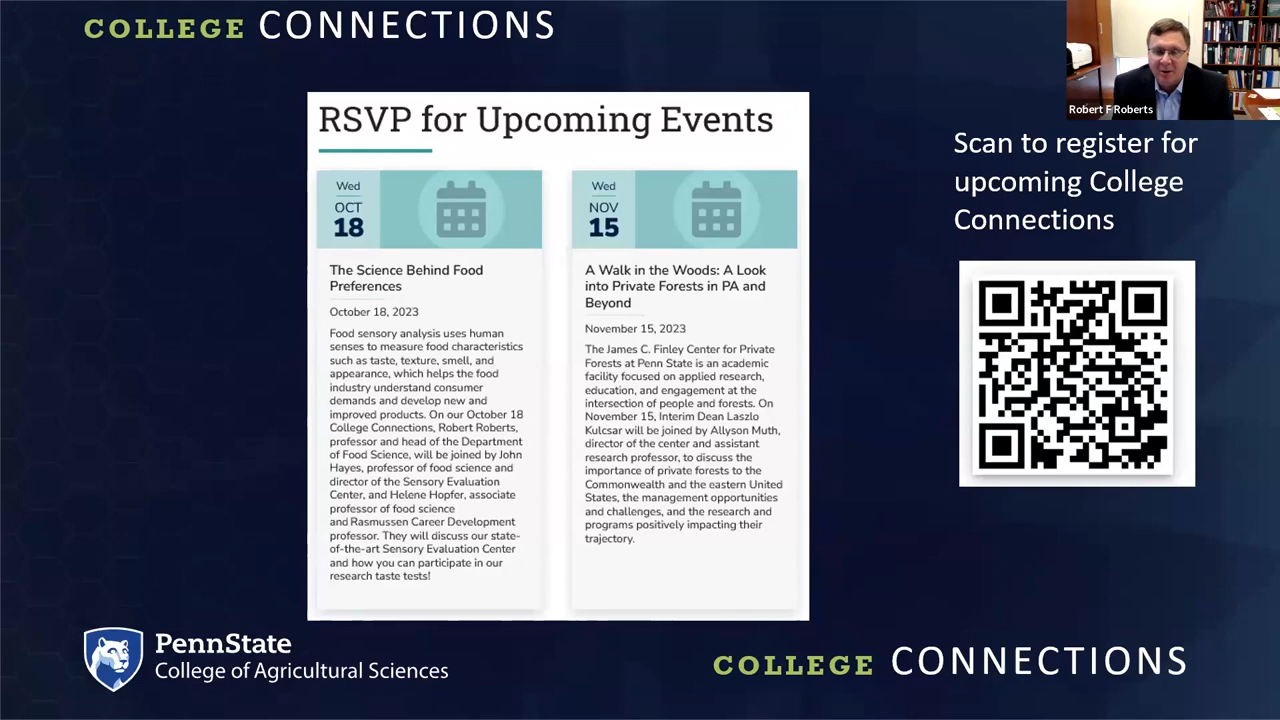 COLLEGE CONNECTIONS
Robert F Roberts
RSVP for Upcoming Events
Wed
OCT
18
The Science Behind Food
Preferences
October 18, 2023
Food sensory analysis uses human
senses to measure food characteristics
such as taste, texture, smell, and
appearance, which helps the food
industry understand consumer
demands and develop new and
improved products. On our October 18
College Connections, Robert Roberts,
professor and head of the Department
of Food Science, will be joined by John
Hayes, professor of food science and
director of the Sensory Evaluation
Center, and Helene Hopfer, associate
professor of food science
and Rasmussen Career Development
professor. They will discuss our state-
of-the-art Sensory Evaluation Center
and how you can participate in our
research taste tests!
Wed
NOV
15
A Walk in the Woods: A Look
into Private Forests in PA and
Beyond
November 15, 2023
The James C. Finley Center for Private
Forests at Penn State is an academic
facility focused on applied research,
education, and engagement at the
intersection of people and forests. On
November 15, Interim Dean Laszlo
Kulcsar will be joined by Allyson Muth,
director of the center and assistant
research professor, to discuss the
importance of private forests to the
Commonwealth and the eastern United
States, the management opportunities
and challenges, and the research and
programs positively impacting their
trajectory.
Scan to register for
upcoming College
Connections
PennState
College of Agricultural Sciences
COLLEGE CONNECTIONS